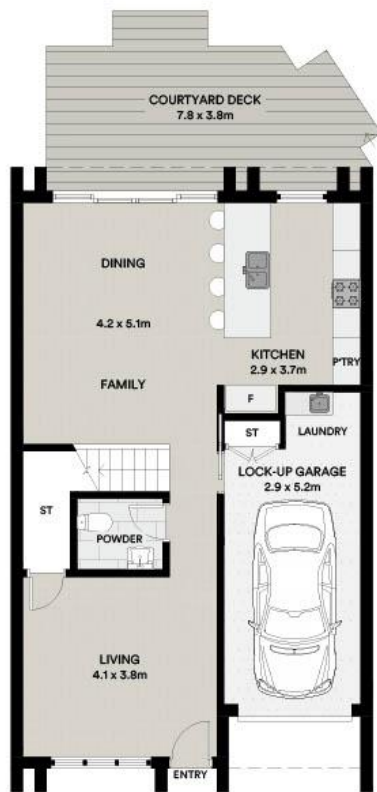 COURTYARD DECK
7.8 x 3.8m
DINING
4.2 x 5.1m
KITCHEN
2.9 x 3.7m
P'TRY
FAMILY
F
ST
LAUNDRY
LOCK-UP GARAGE
2.9 x 5.2m
ST
POWDER
LIVING
4.1 x 3.8m
ENTRY